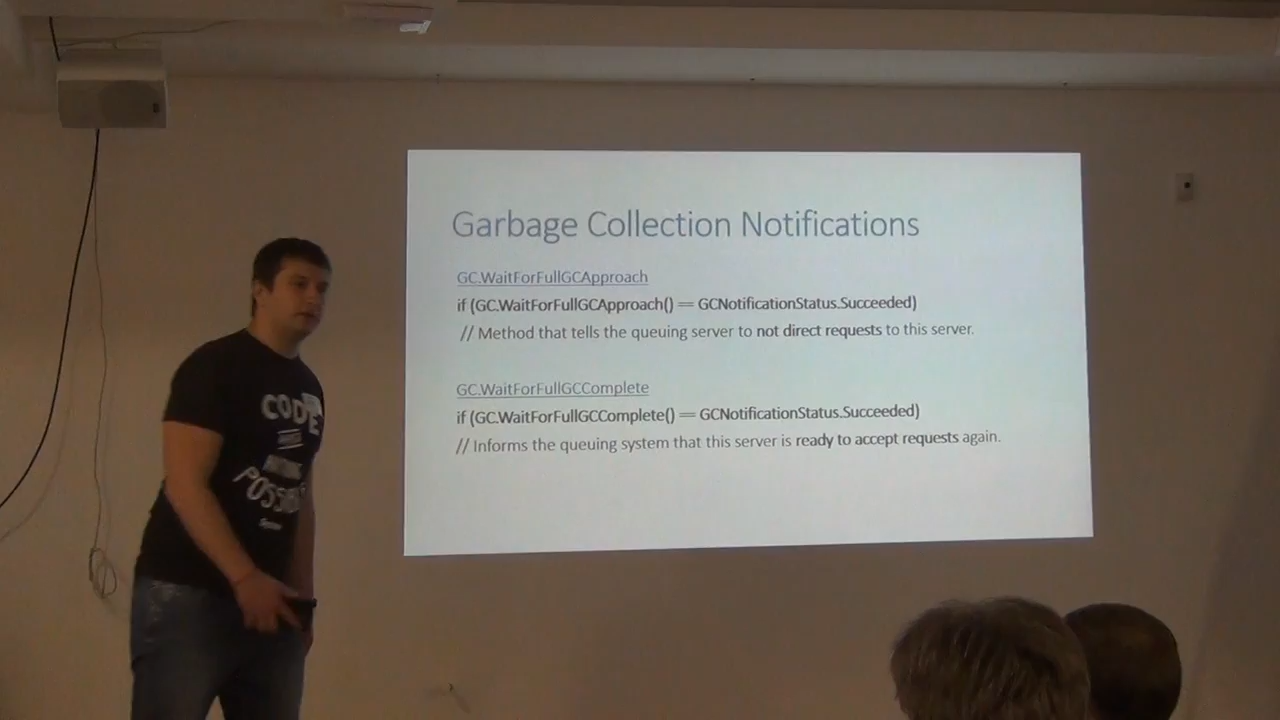 Garbage Collection Notifications
GC.WaitForFullGCApproach
if (GC.WaitForFullGCApproach() == GCNotificationStatus.Succeeded)
// Method that tells the queuing server to not direct requests to this server.
GC.WaitForFullGCComplete
if (GC.WaitForFullGCComplete() == GCNotificationStatus.Succeeded)
// Informs the queuing system that this server is ready to accept requests again.
CODE